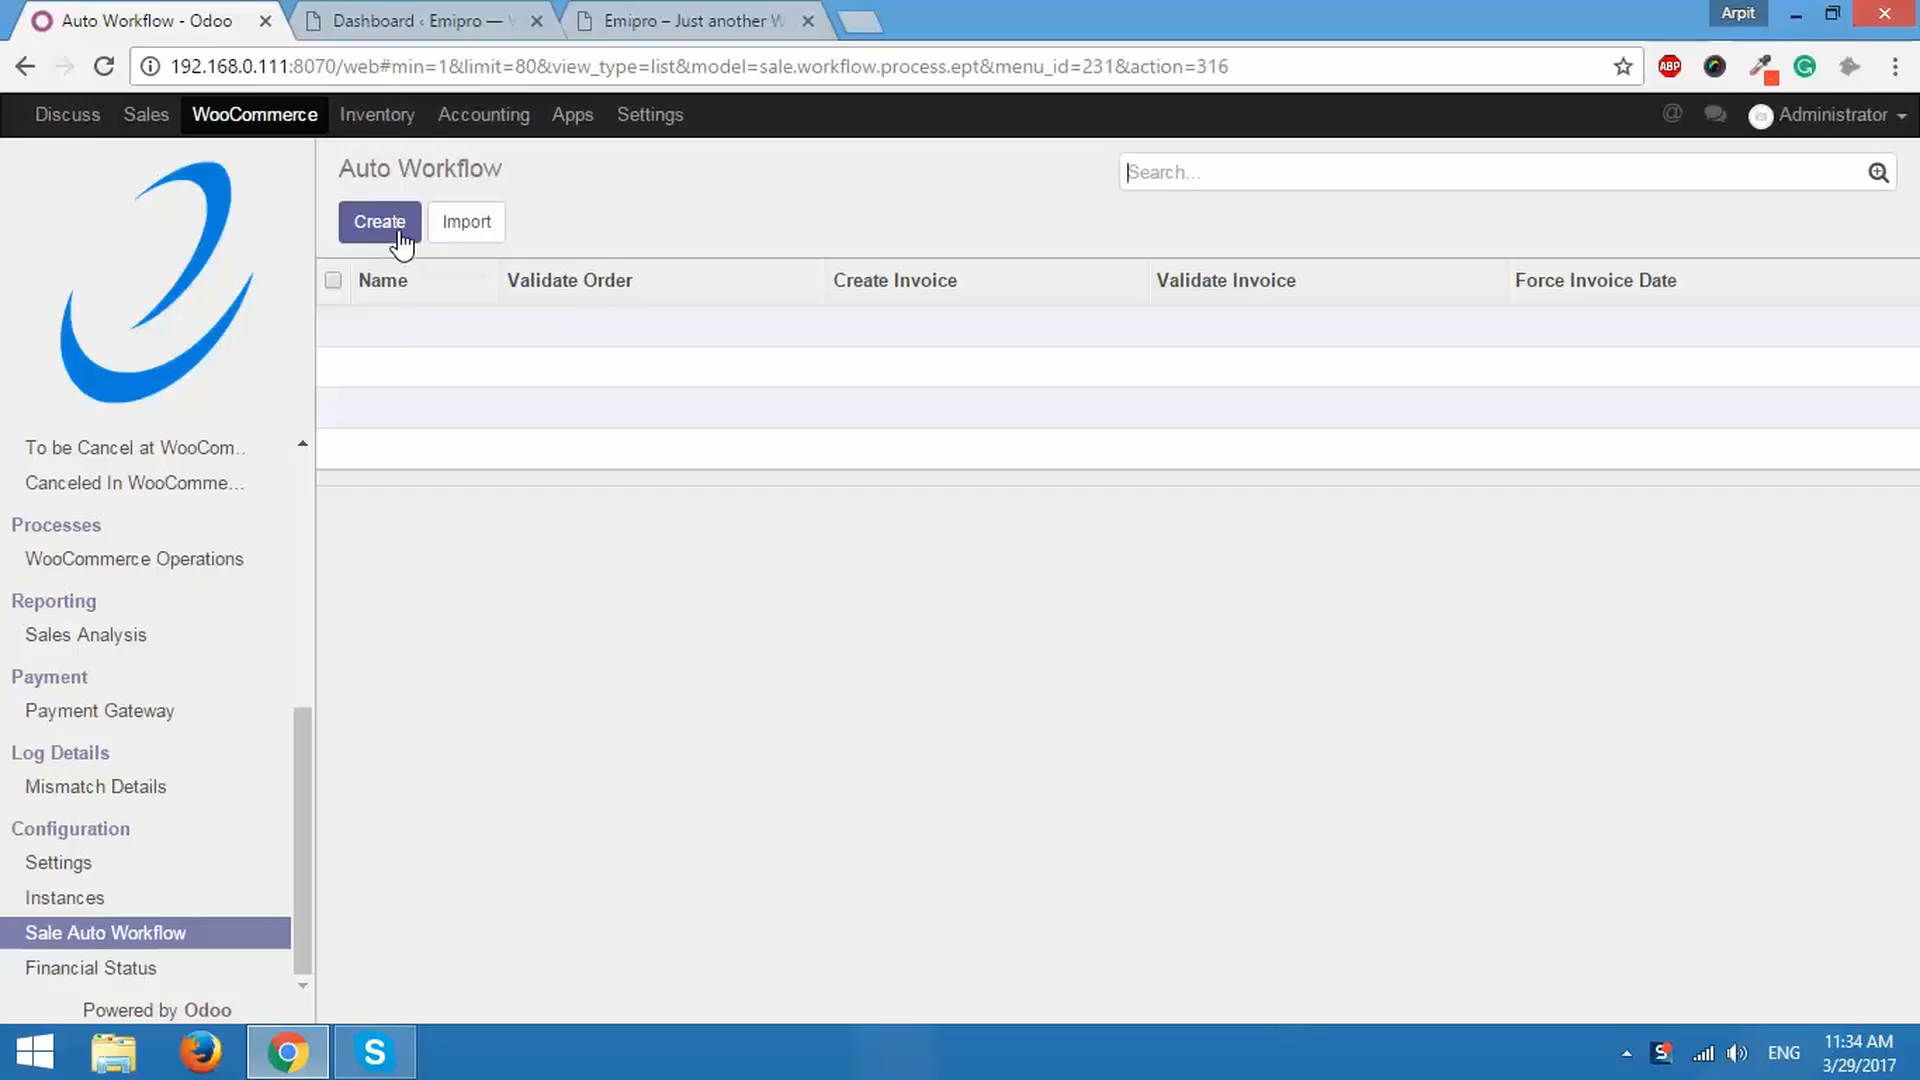 Auto Workflow - Odoo
Dashboard ‹ Emipro —
Emipro – Just another W
Arpit
192.168.0.111:8070/web#min=1&limit=80&view_type=list&model=sale.workflow.process.ept&menu_id=231&action=316
ABP
Discuss Sales WooCommerce Inventory Accounting Apps Settings
@ Administrator
Auto Workflow
Search...
Create Import
Name Validate Order Create Invoice Validate Invoice Force Invoice Date
To be Cancel at WooCom..
Canceled In WooComme...
Processes
WooCommerce Operations
Reporting
Sales Analysis
Payment
Payment Gateway
Log Details
Mismatch Details
Configuration
Settings
Instances
Sale Auto Workflow
Financial Status
Powered by Odoo
ENG
11:34 AM
3/29/2017